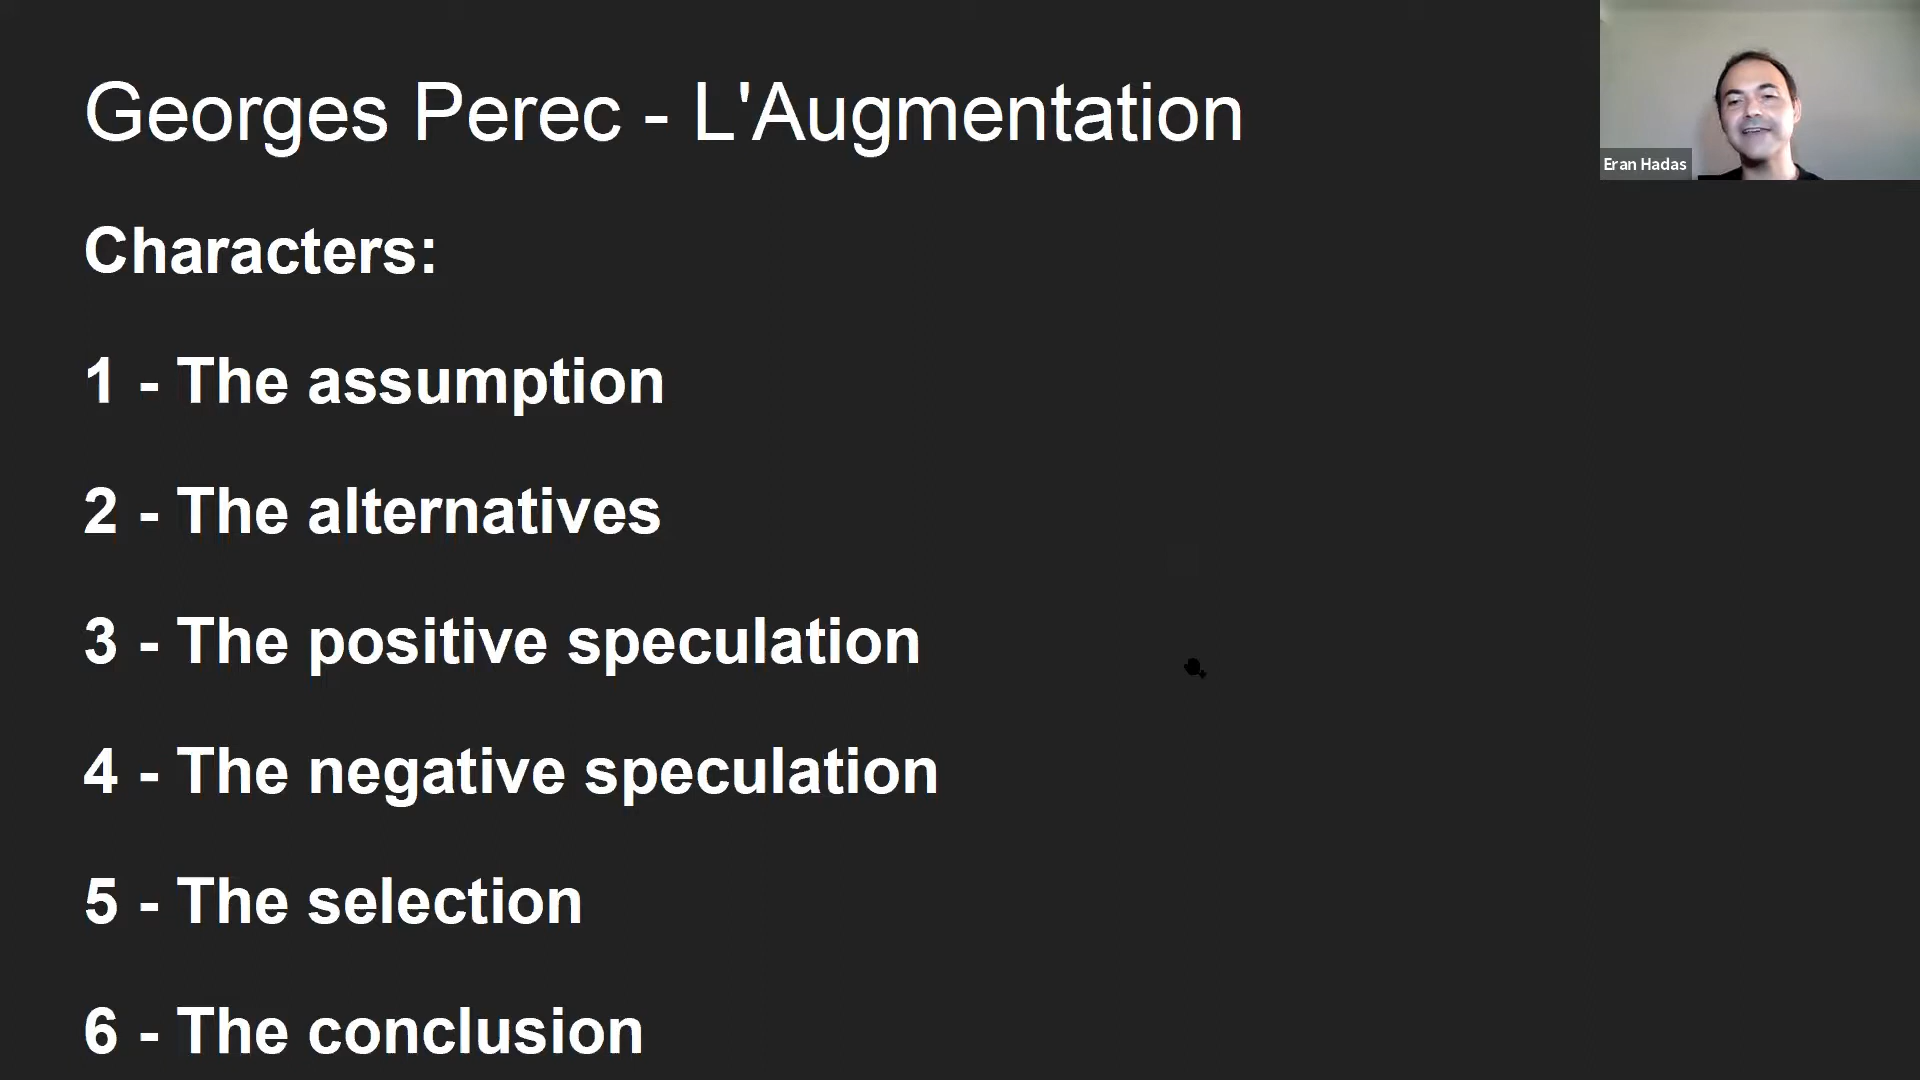 Georges Perec - L'Augmentation
Eran Hadas
Characters:
1 - The assumption
2 - The alternatives
3 - The positive speculation
4 - The negative speculation
5 - The selection
6 - The conclusion